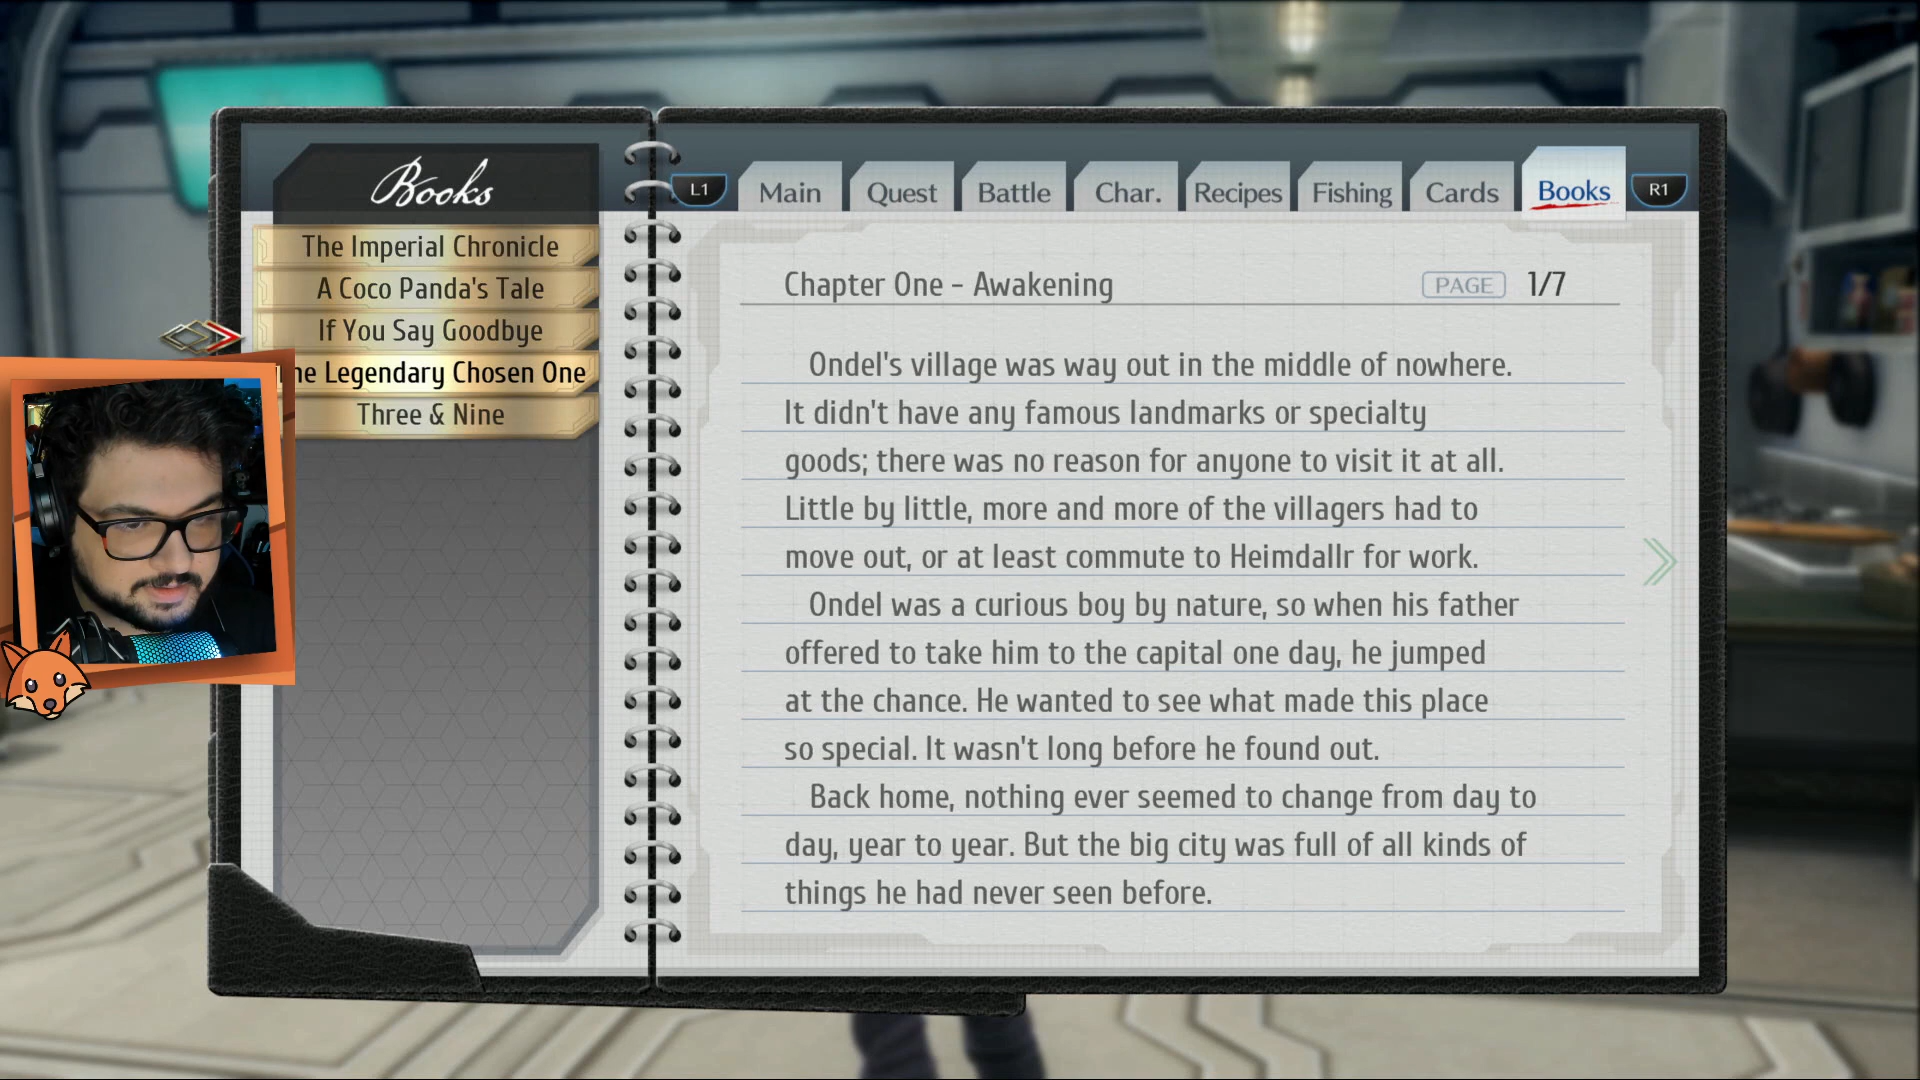 Books
The Imperial Chronicle
A Coco Panda's Tale
If You Say Goodbye
Legendary Chosen One
Three & Nine
L1
Main
Quest
Battle
Char.
Recipes
Fishing
Cards
Books
R1
Chapter One - Awakening
PAGE 1/7
Ondel's village was way out in the middle of nowhere.
It didn't have any famous landmarks or specialty
goods; there was no reason for anyone to visit it at all.
Little by little, more and more of the villagers had to
move out, or at least commute to Heimdallr for work.
Ondel was a curious boy by nature, so when his father
offered to take him to the capital one day, he jumped
at the chance. He wanted to see what made this place
so special. It wasn't long before he found out.
Back home, nothing ever seemed to change from day to
day, year to year. But the big city was full of all kinds of
things he had never seen before.